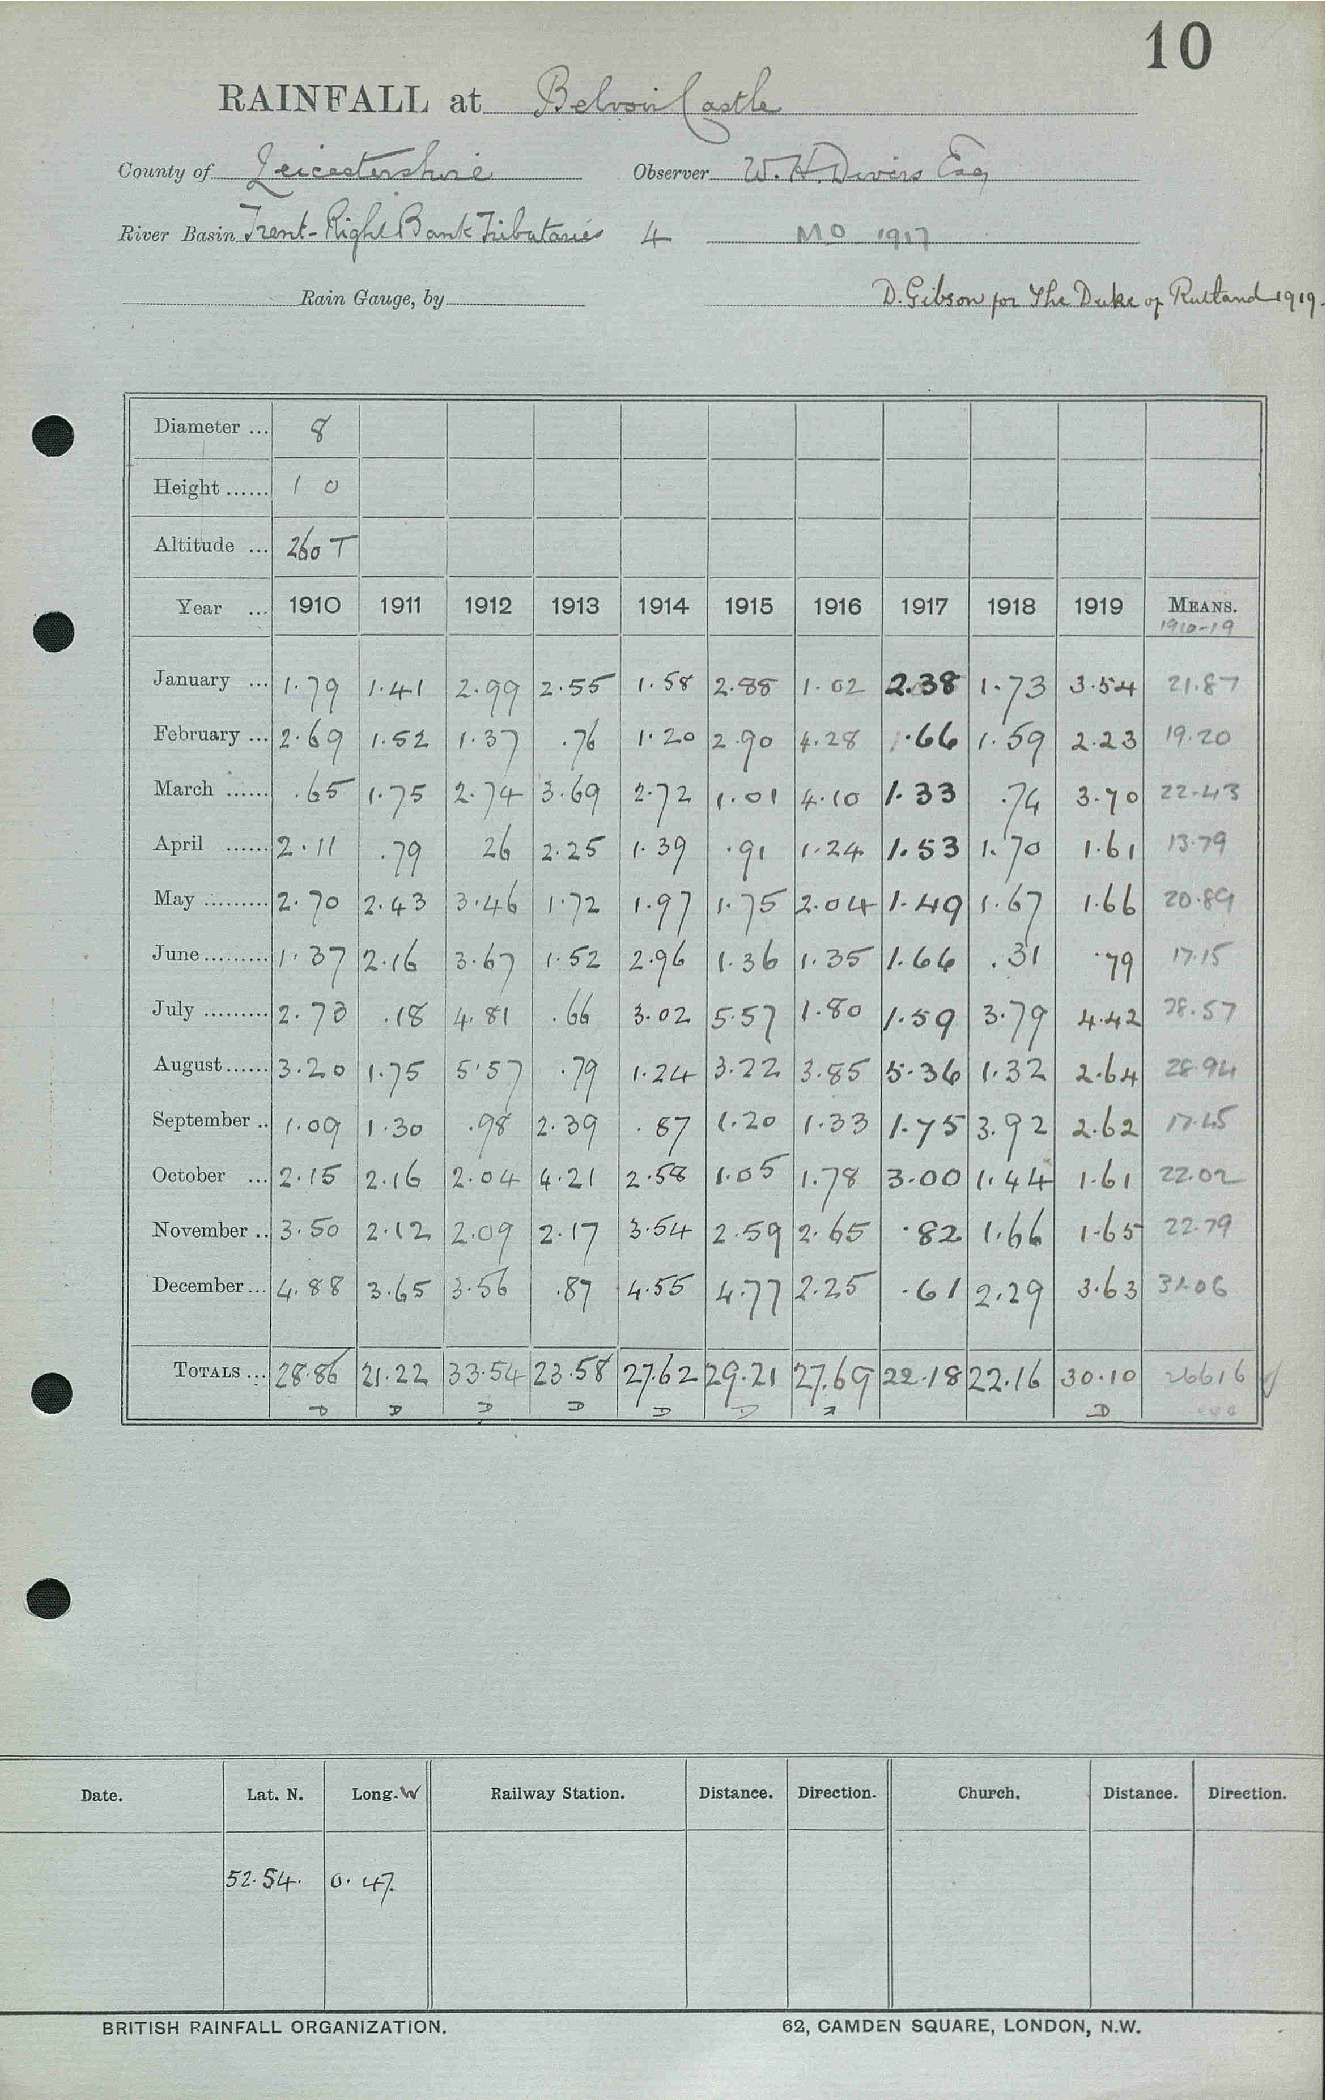 10
RAINFALL at Belvoir Castle
County of Leicestershire Observer W. H. Divers Esq
River Basin Trent-Right Bank Tributaries 4 MO 1917
Rain Gauge, by D. Gibson for The Duke of Rutland 1919.
Diameter ... 8
Height ...... 1 0
Altitude ... 260 T
Year ... 1910 1911 1912 1913 1914 1915 1916 1917 1918 1919 MEANS.
1910-19
January ... 1.79 1.41 2.99 2.55 1.58 2.88 1.02 2.38 1.73 3.54 21.87
February ... 2.69 1.52 1.37 .76 1.20 2.90 4.28 1.66 1.59 2.23 19.20
March ...... .65 1.75 2.74 3.69 2.72 1.01 4.10 1.33 .74 3.70 22.43
April ...... 2.11 .79 26 2.25 1.39 .91 1.24 1.53 1.70 1.61 13.79
May ......... 2.70 2.43 3.46 1.72 1.97 1.75 2.04 1.49 1.67 1.66 20.89
June ......... 1.37 2.16 3.67 1.52 2.96 1.36 1.35 1.66 .31 .79 17.15
July ......... 2.73 .18 4.81 .66 3.02 5.57 1.80 1.59 3.79 4.42 28.57
August ...... 3.20 1.75 5.57 .79 1.24 3.22 3.85 5.36 1.32 2.64 28.94
September .. 1.09 1.30 .98 2.39 .87 1.20 1.33 1.75 3.92 2.62 17.45
October ... 2.15 2.16 2.04 4.21 2.58 1.05 1.78 3.00 1.44 1.61 22.02
November .. 3.50 2.12 2.09 2.17 3.54 2.59 2.65 .82 1.66 1.65 22.79
December ... 4.88 3.65 3.56 .87 4.55 4.77 2.25 .61 2.29 3.63 31.06
TOTALS ... 28.86 21.22 33.54 23.58 27.62 29.21 27.69 22.18 22.16 30.10 266.16
D D D D D D D D
Date. Lat. N. Long. W Railway Station. Distance. Direction. Church. Distance. Direction.
52.54. 0.47.
BRITISH RAINFALL ORGANIZATION. 62, CAMDEN SQUARE, LONDON, N.W.